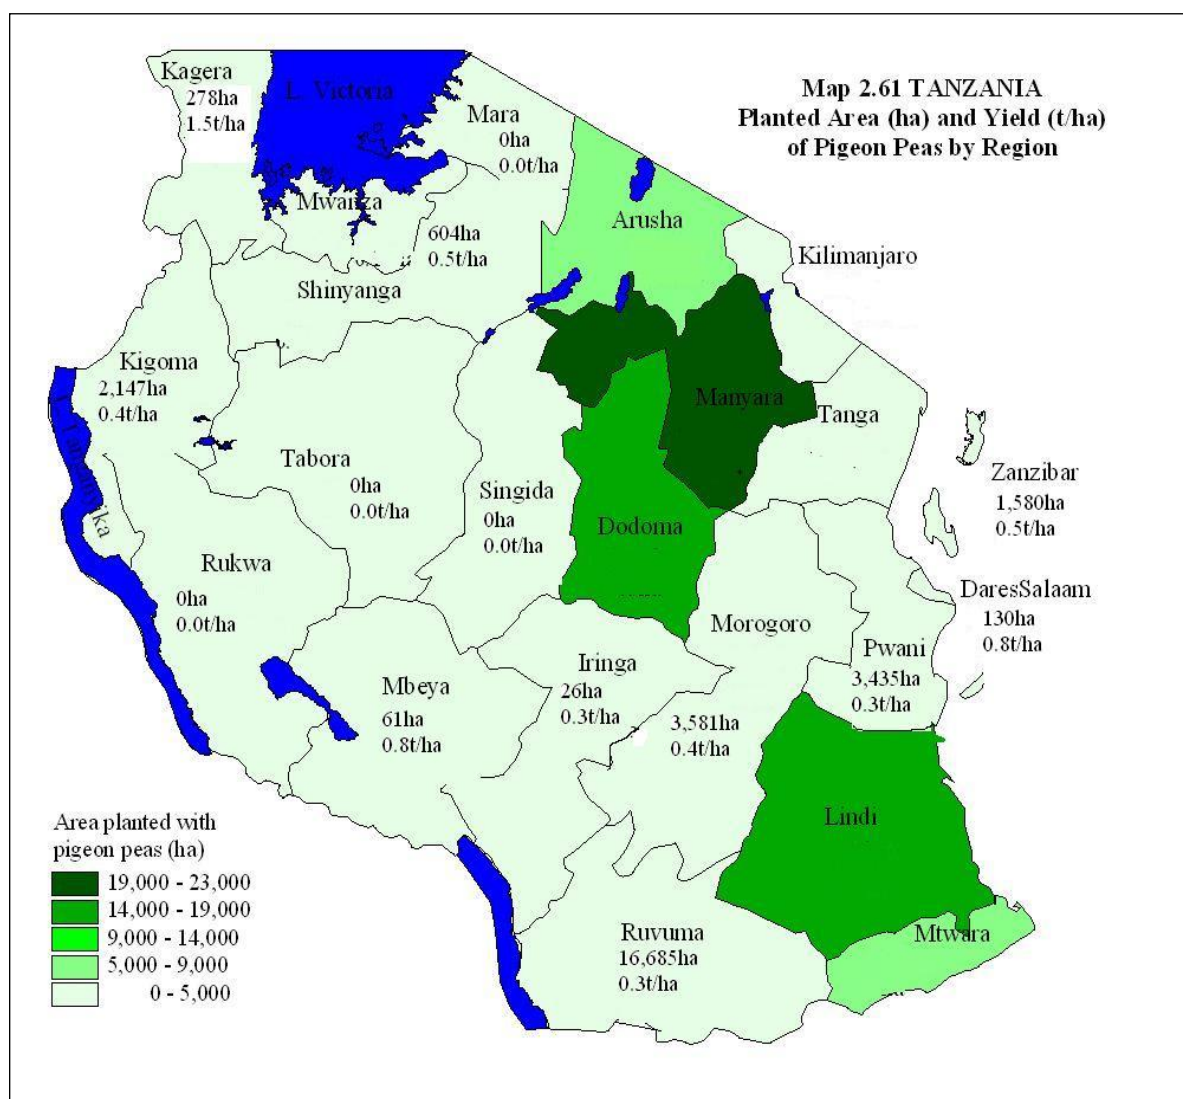 Map 2.61 TANZANIA
Planted Area (ha) and Yield (t/ha)
of Pigeon Peas by Region
Kagera
278ha
1.5t/ha
L. Victoria
Mara
0ha
0.0t/ha
Mwanza
604ha
0.5t/ha
Arusha
Kilimanjaro
Shinyanga
Kigoma
2,147ha
0.4t/ha
L. Tanganyika
Manyara
Tanga
Tabora
0ha
0.0t/ha
Singida
0ha
0.0t/ha
Dodoma
Zanzibar
1,580ha
0.5t/ha
Rukwa
0ha
0.0t/ha
DaresSalaam
130ha
0.8t/ha
Morogoro
3,581ha
0.4t/ha
Pwani
3,435ha
0.3t/ha
Iringa
26ha
0.3t/ha
Mbeya
61ha
0.8t/ha
Lindi
Mtwara
Ruvuma
16,685ha
0.3t/ha
Area planted with
pigeon peas (ha)
19,000 - 23,000
14,000 - 19,000
9,000 - 14,000
5,000 - 9,000
0 - 5,000